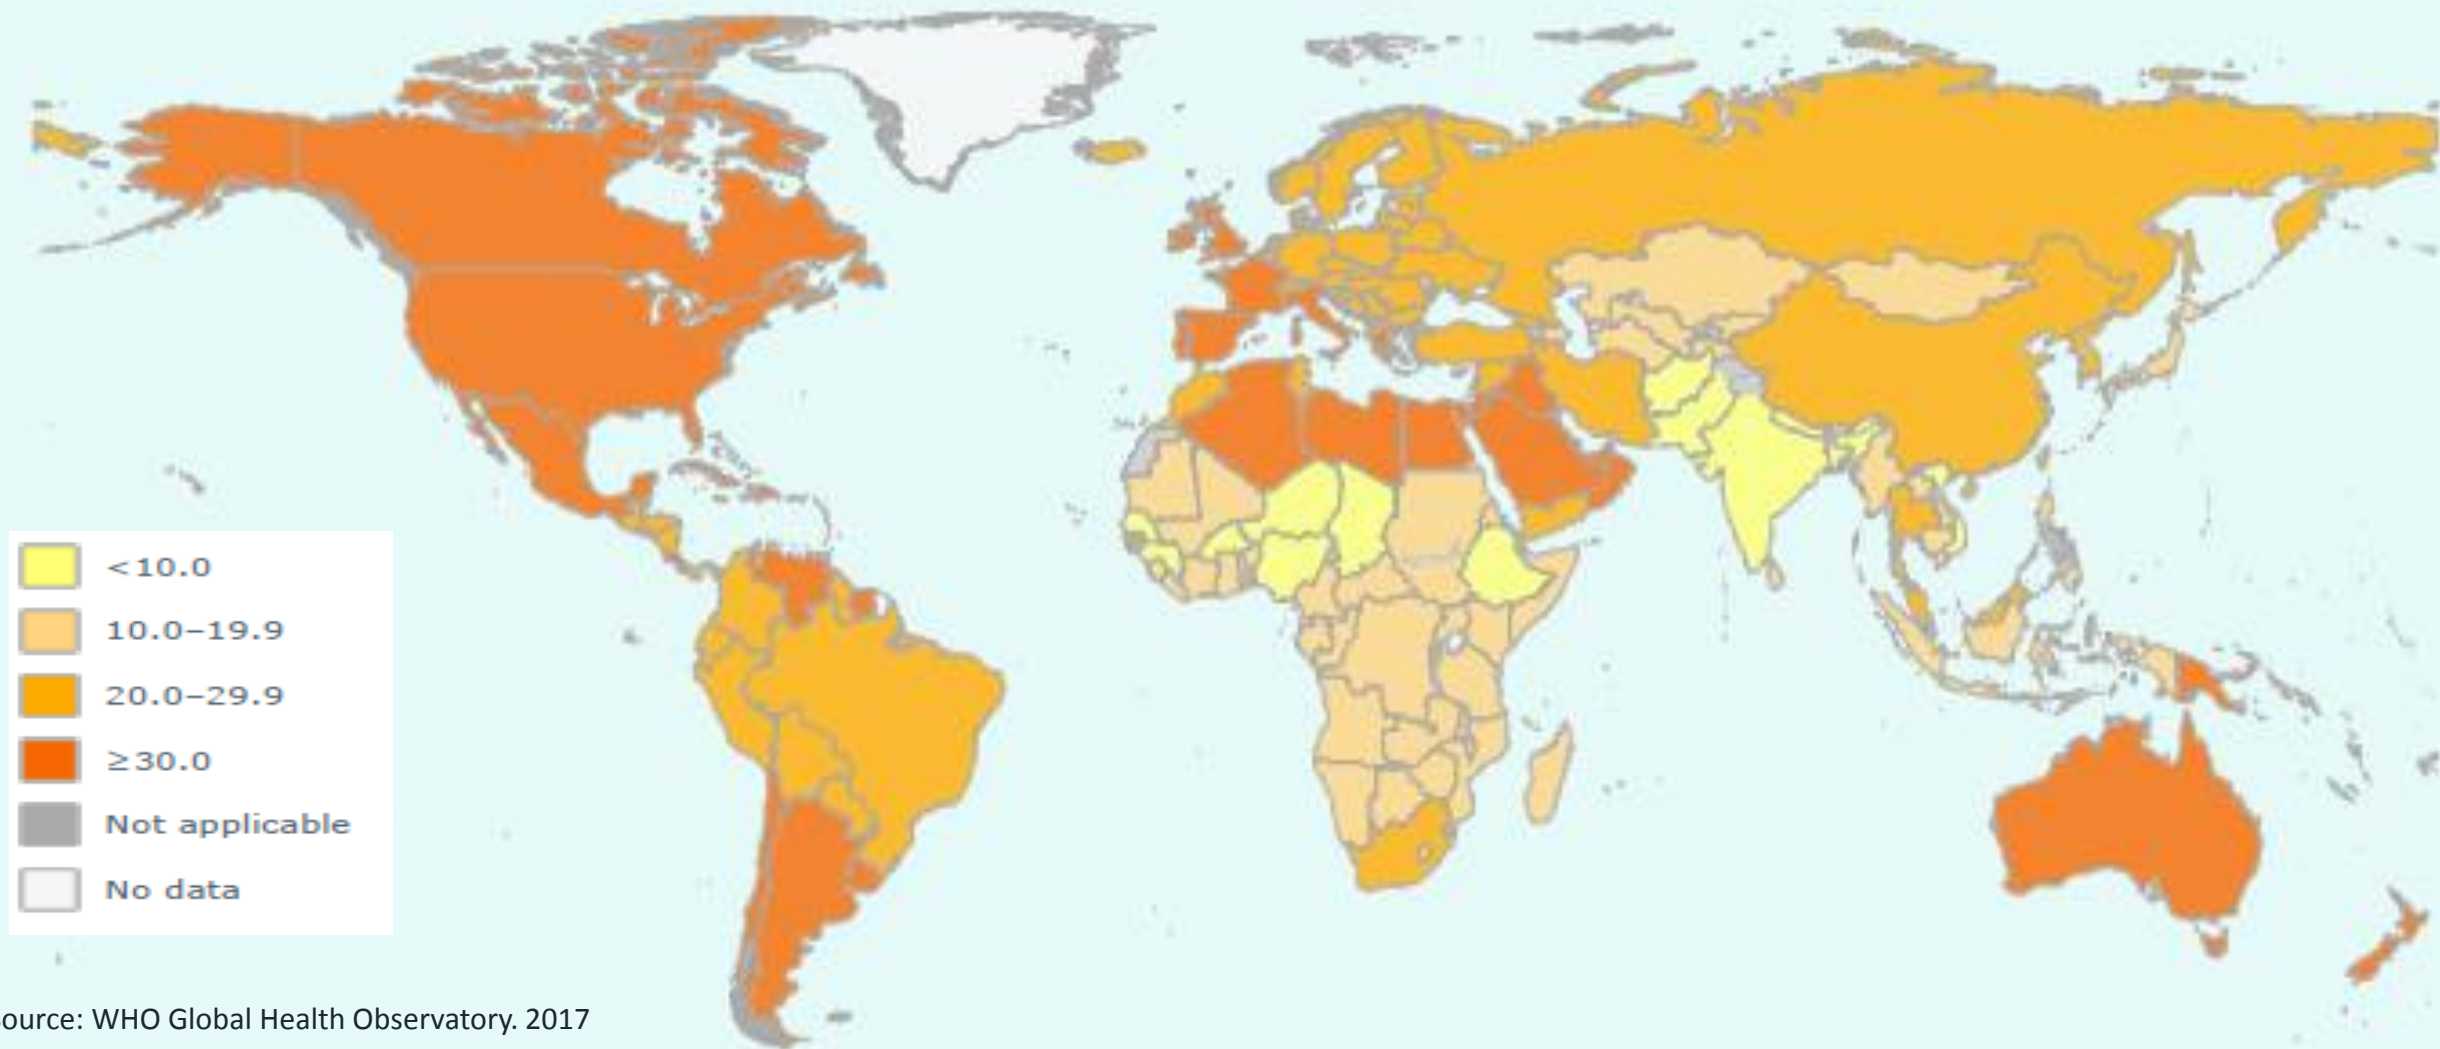 <10.0
10.0–19.9
20.0–29.9
≥30.0
Not applicable
No data
ource: WHO Global Health Observatory. 2017